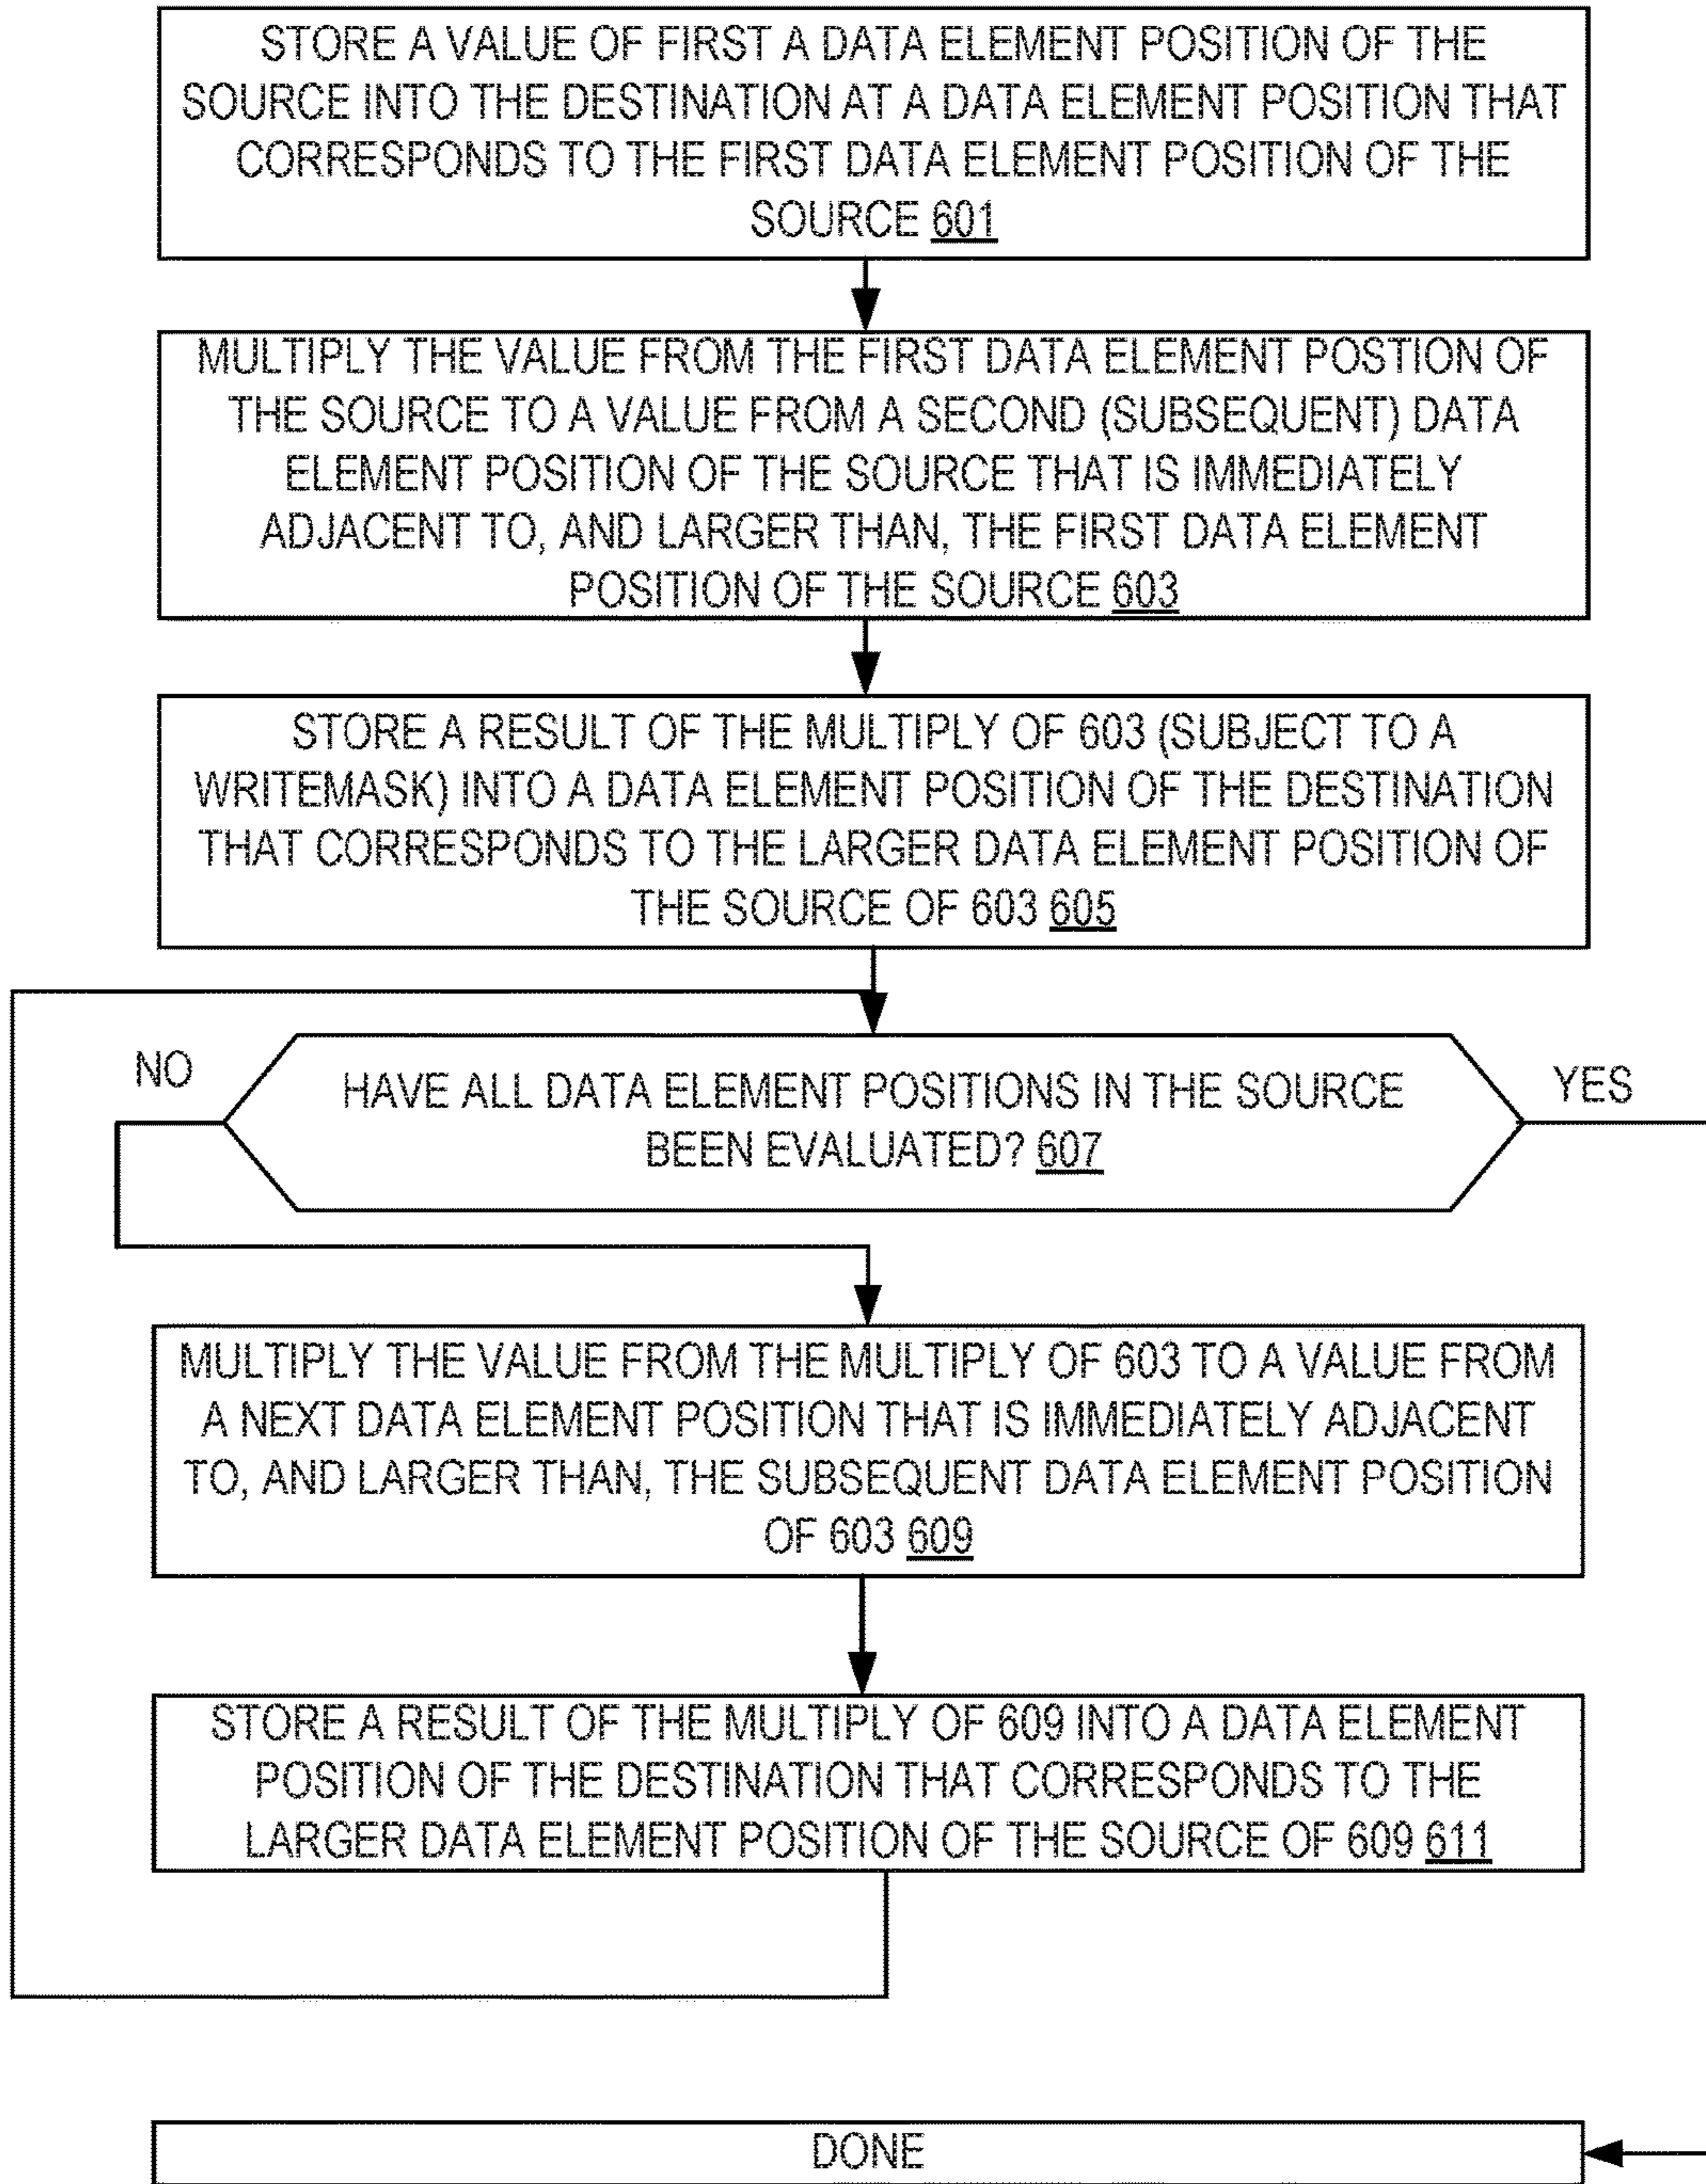 STORE A VALUE OF FIRST A DATA ELEMENT POSITION OF THE
SOURCE INTO THE DESTINATION AT A DATA ELEMENT POSITION THAT
CORRESPONDS TO THE FIRST DATA ELEMENT POSITION OF THE
SOURCE 601
MULTIPLY THE VALUE FROM THE FIRST DATA ELEMENT POSTION OF
THE SOURCE TO A VALUE FROM A SECOND (SUBSEQUENT) DATA
ELEMENT POSITION OF THE SOURCE THAT IS IMMEDIATELY
ADJACENT TO, AND LARGER THAN, THE FIRST DATA ELEMENT
POSITION OF THE SOURCE 603
STORE A RESULT OF THE MULTIPLY OF 603 (SUBJECT TO A
WRITEMASK) INTO A DATA ELEMENT POSITION OF THE DESTINATION
THAT CORRESPONDS TO THE LARGER DATA ELEMENT POSITION OF
THE SOURCE OF 603 605
NO
HAVE ALL DATA ELEMENT POSITIONS IN THE SOURCE
BEEN EVALUATED? 607
YES
MULTIPLY THE VALUE FROM THE MULTIPLY OF 603 TO A VALUE FROM
A NEXT DATA ELEMENT POSITION THAT IS IMMEDIATELY ADJACENT
TO, AND LARGER THAN, THE SUBSEQUENT DATA ELEMENT POSITION
OF 603 609
STORE A RESULT OF THE MULTIPLY OF 609 INTO A DATA ELEMENT
POSITION OF THE DESTINATION THAT CORRESPONDS TO THE
LARGER DATA ELEMENT POSITION OF THE SOURCE OF 609 611
DONE